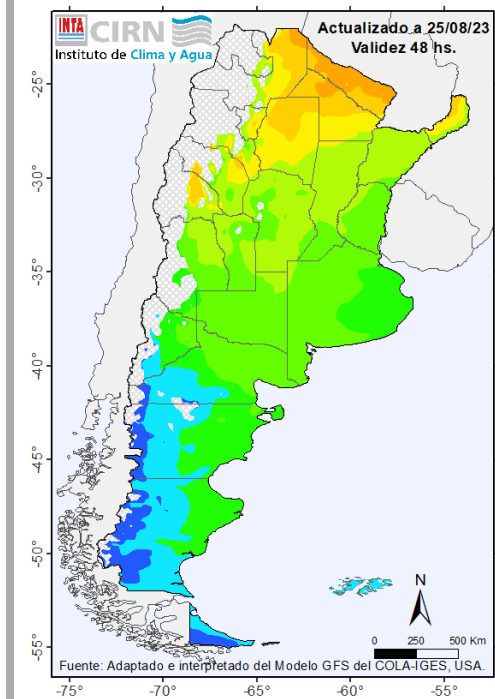 INTA CIRN
Instituto de Clima y Agua
Actualizado a 25/08/23
Validez 48 hs.
-25°
-30°
-35°
-40°
-45°
-50°
-55°
N
0 250 500 Km
Fuente: Adaptado e interpretado del Modelo GFS del COLA-IGES, USA.
-75° -70° -65° -60° -55°